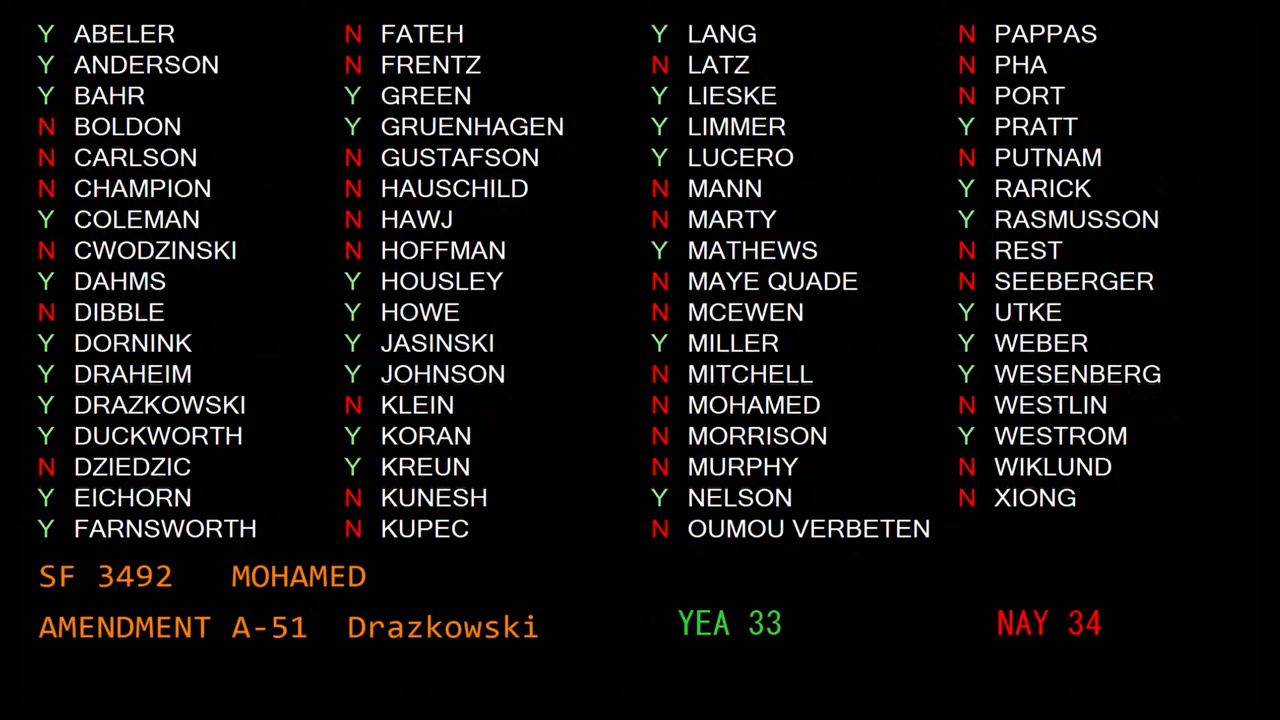 Y ABELER N FATEH Y LANG N PAPPAS
Y ANDERSON N FRENTZ N LATZ N PHA
Y BAHR Y GREEN Y LIESKE N PORT
N BOLDON Y GRUENHAGEN Y LIMMER Y PRATT
N CARLSON N GUSTAFSON Y LUCERO N PUTNAM
N CHAMPION N HAUSCHILD N MANN Y RARICK
Y COLEMAN N HAWJ N MARTY Y RASMUSSON
N CWODZINSKI N HOFFMAN Y MATHEWS N REST
Y DAHMS Y HOUSLEY N MAYE QUADE N SEEBERGER
N DIBBLE Y HOWE N MCEWEN Y UTKE
Y DORNINK Y JASINSKI Y MILLER Y WEBER
Y DRAHEIM Y JOHNSON N MITCHELL Y WESENBERG
Y DRAZKOWSKI N KLEIN N MOHAMED N WESTLIN
Y DUCKWORTH Y KORAN N MORRISON Y WESTROM
N DZIEDZIC Y KREUN N MURPHY N WIKLUND
Y EICHORN N KUNESH Y NELSON N XIONG
Y FARNSWORTH N KUPEC N OUMOU VERBETEN
SF 3492 MOHAMED
AMENDMENT A-51 Drazkowski YEA 33 NAY 34